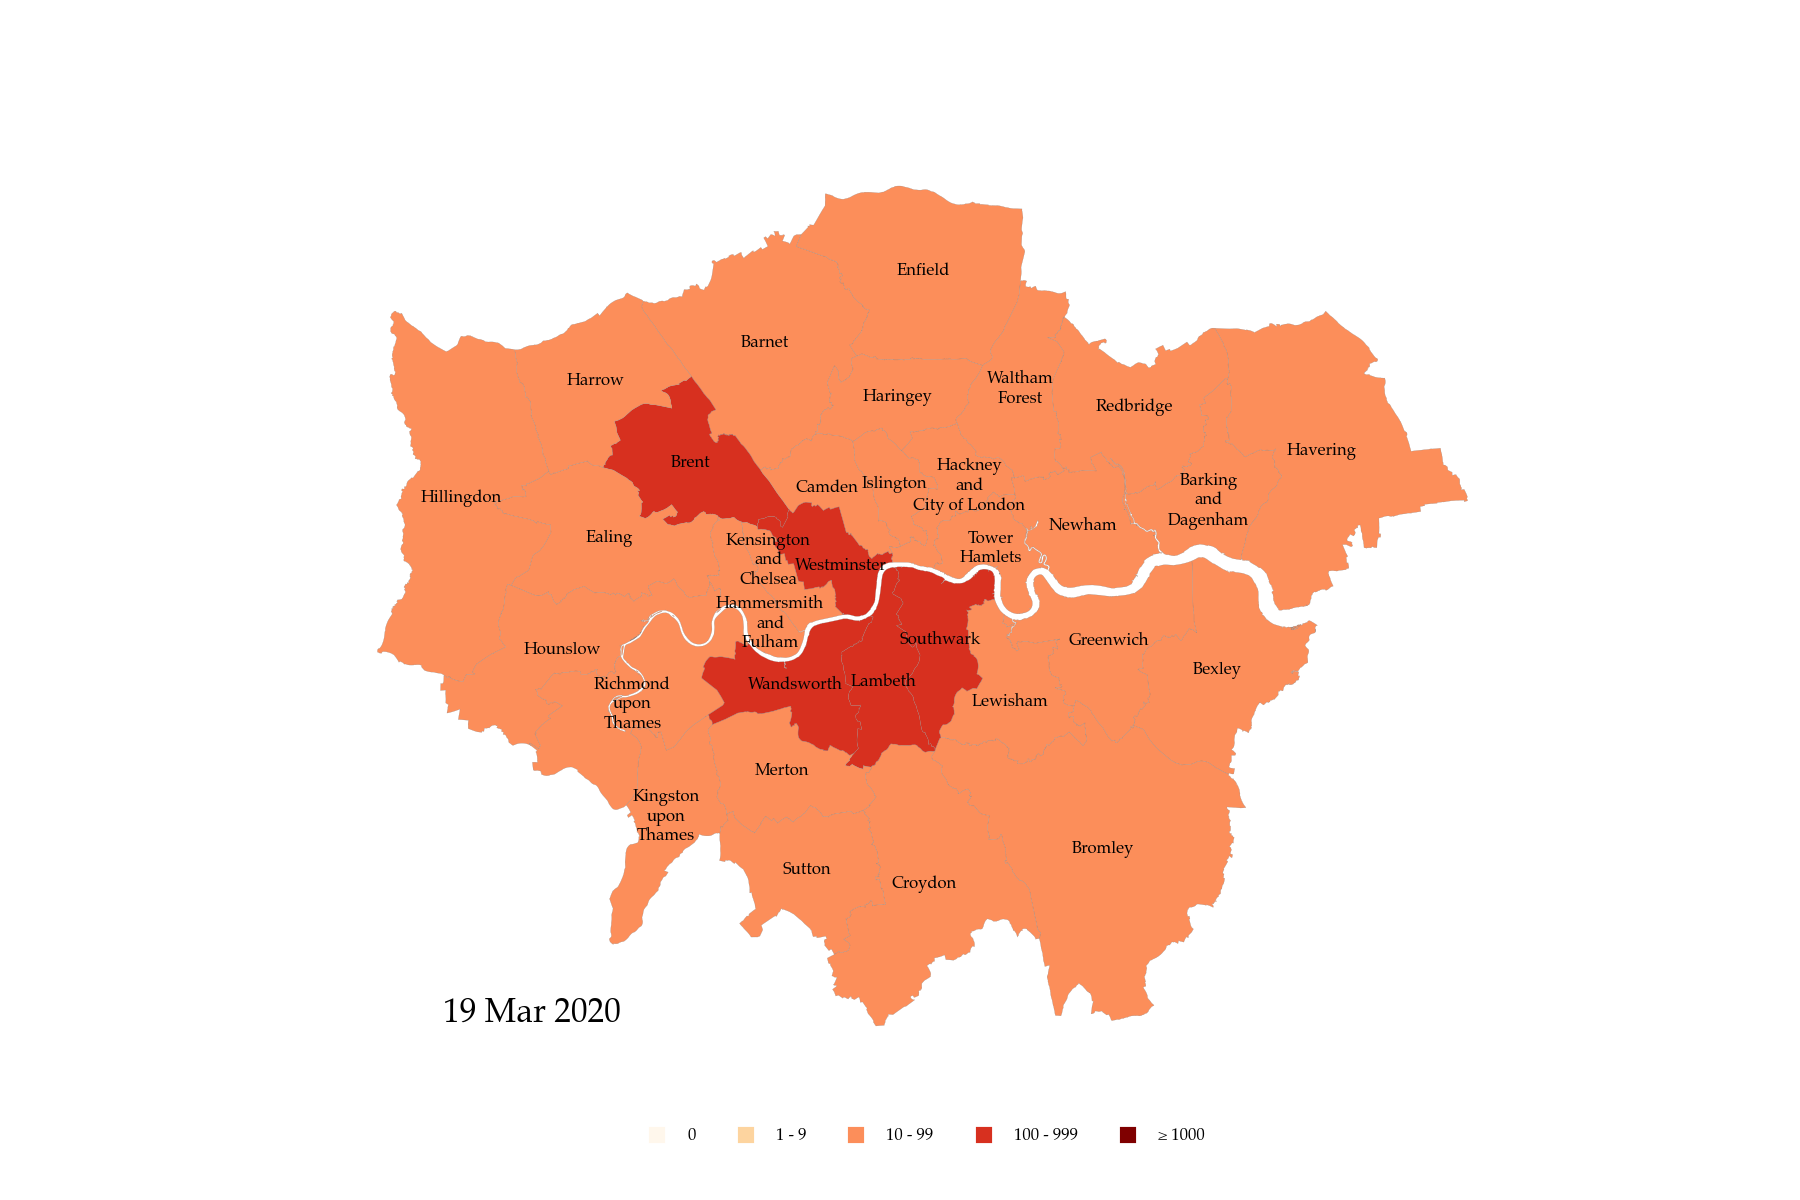 Enfield
Barnet
Harrow
Waltham
Forest
Haringey
Redbridge
Havering
Brent
Hackney
and
City of London
Islington
Camden
Barking
and
Dagenham
Hillingdon
Newham
Ealing
Kensington
and
Chelsea
Tower
Hamlets
Westminster
Hammersmith
and
Fulham
Southwark
Greenwich
Hounslow
Bexley
Richmond
upon
Thames
Wandsworth
Lambeth
Lewisham
Merton
Kingston
upon
Thames
Bromley
Sutton
Croydon
19 Mar 2020
0 1 - 9 10 - 99 100 - 999 ≥ 1000